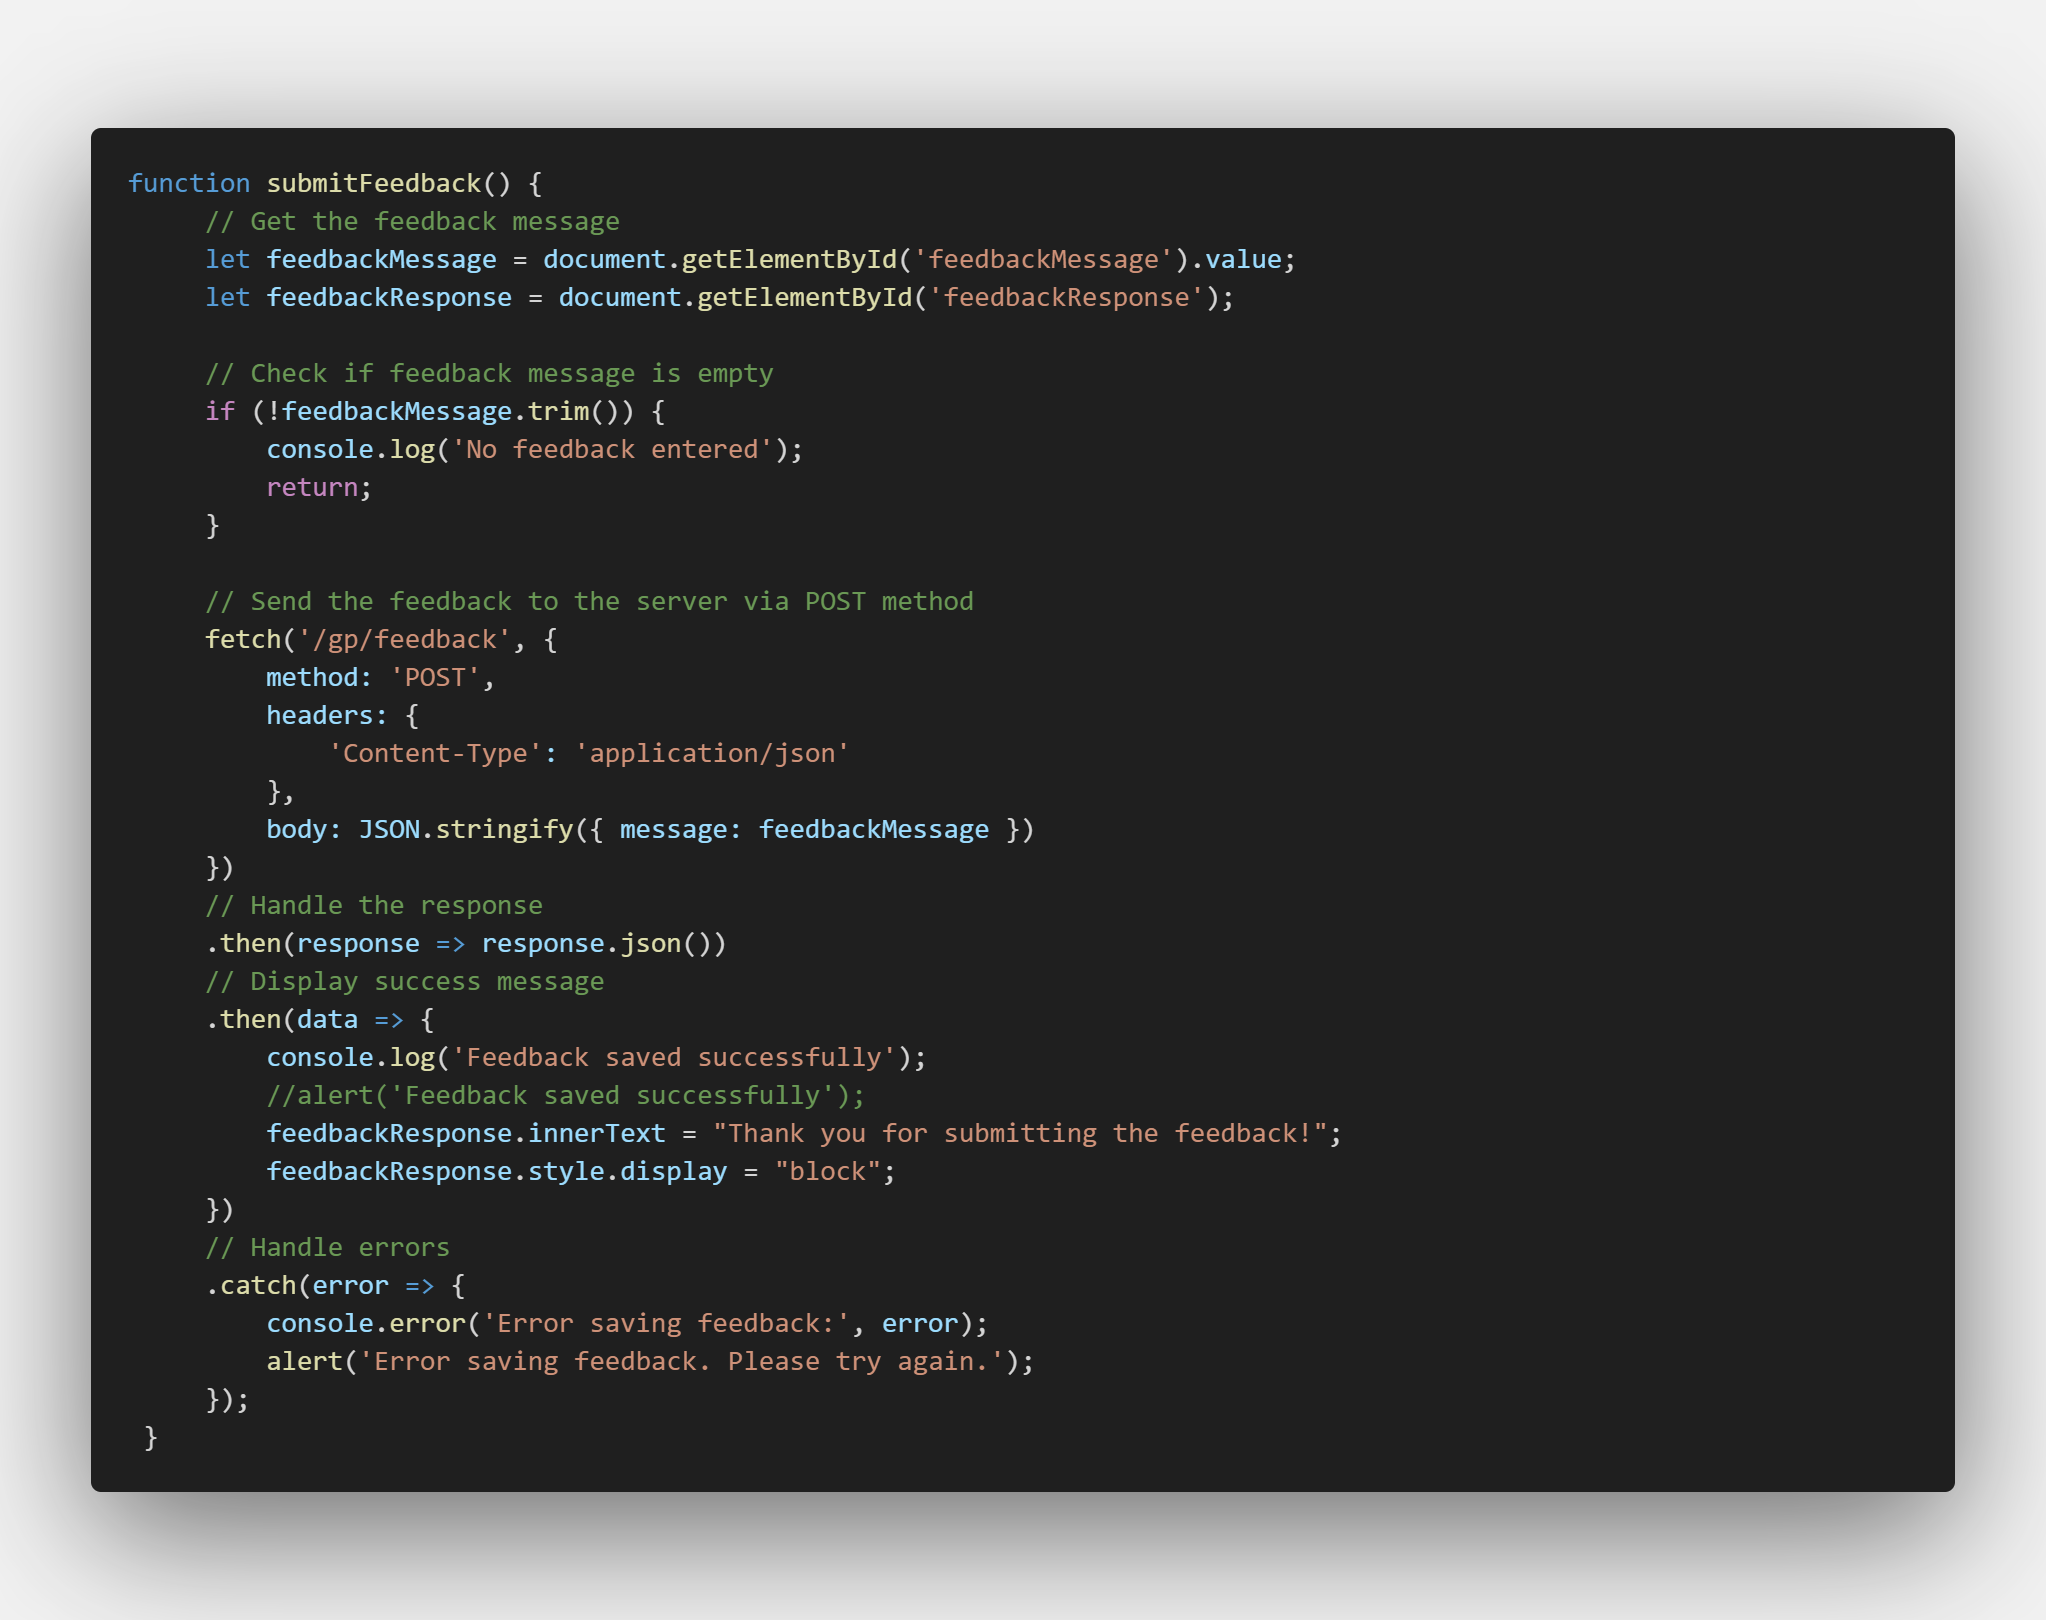 function submitFeedback() {
     // Get the feedback message
     let feedbackMessage = document.getElementById('feedbackMessage').value;
     let feedbackResponse = document.getElementById('feedbackResponse');

     // Check if feedback message is empty
     if (!feedbackMessage.trim()) {
         console.log('No feedback entered');
         return;
     }

     // Send the feedback to the server via POST method
     fetch('/gp/feedback', {
         method: 'POST',
         headers: {
             'Content-Type': 'application/json'
         },
         body: JSON.stringify({ message: feedbackMessage })
     })
     // Handle the response
     .then(response => response.json())
     // Display success message
     .then(data => {
         console.log('Feedback saved successfully');
         //alert('Feedback saved successfully');
         feedbackResponse.innerText = "Thank you for submitting the feedback!";
         feedbackResponse.style.display = "block";
     })
     // Handle errors
     .catch(error => {
         console.error('Error saving feedback:', error);
         alert('Error saving feedback. Please try again.');
     });
 }